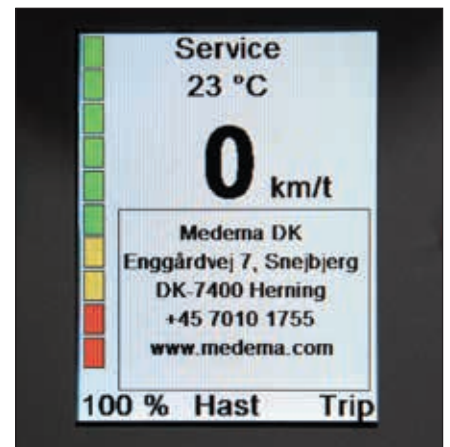 Service
23 °C
0 km/t
Medema DK
Enggårdvej 7, Snejbjerg
DK-7400 Herning
+45 7010 1755
www.medema.com
100 % Hast Trip